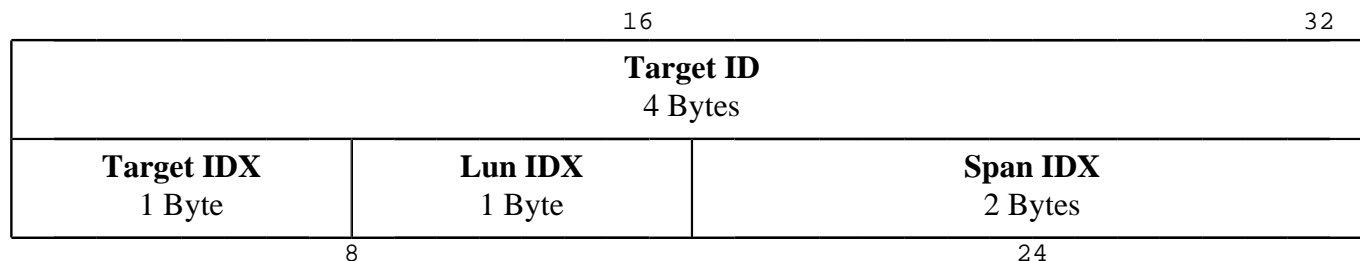 16 32
Target ID
4 Bytes
Target IDX Lun IDX Span IDX
1 Byte 1 Byte 2 Bytes
8 24